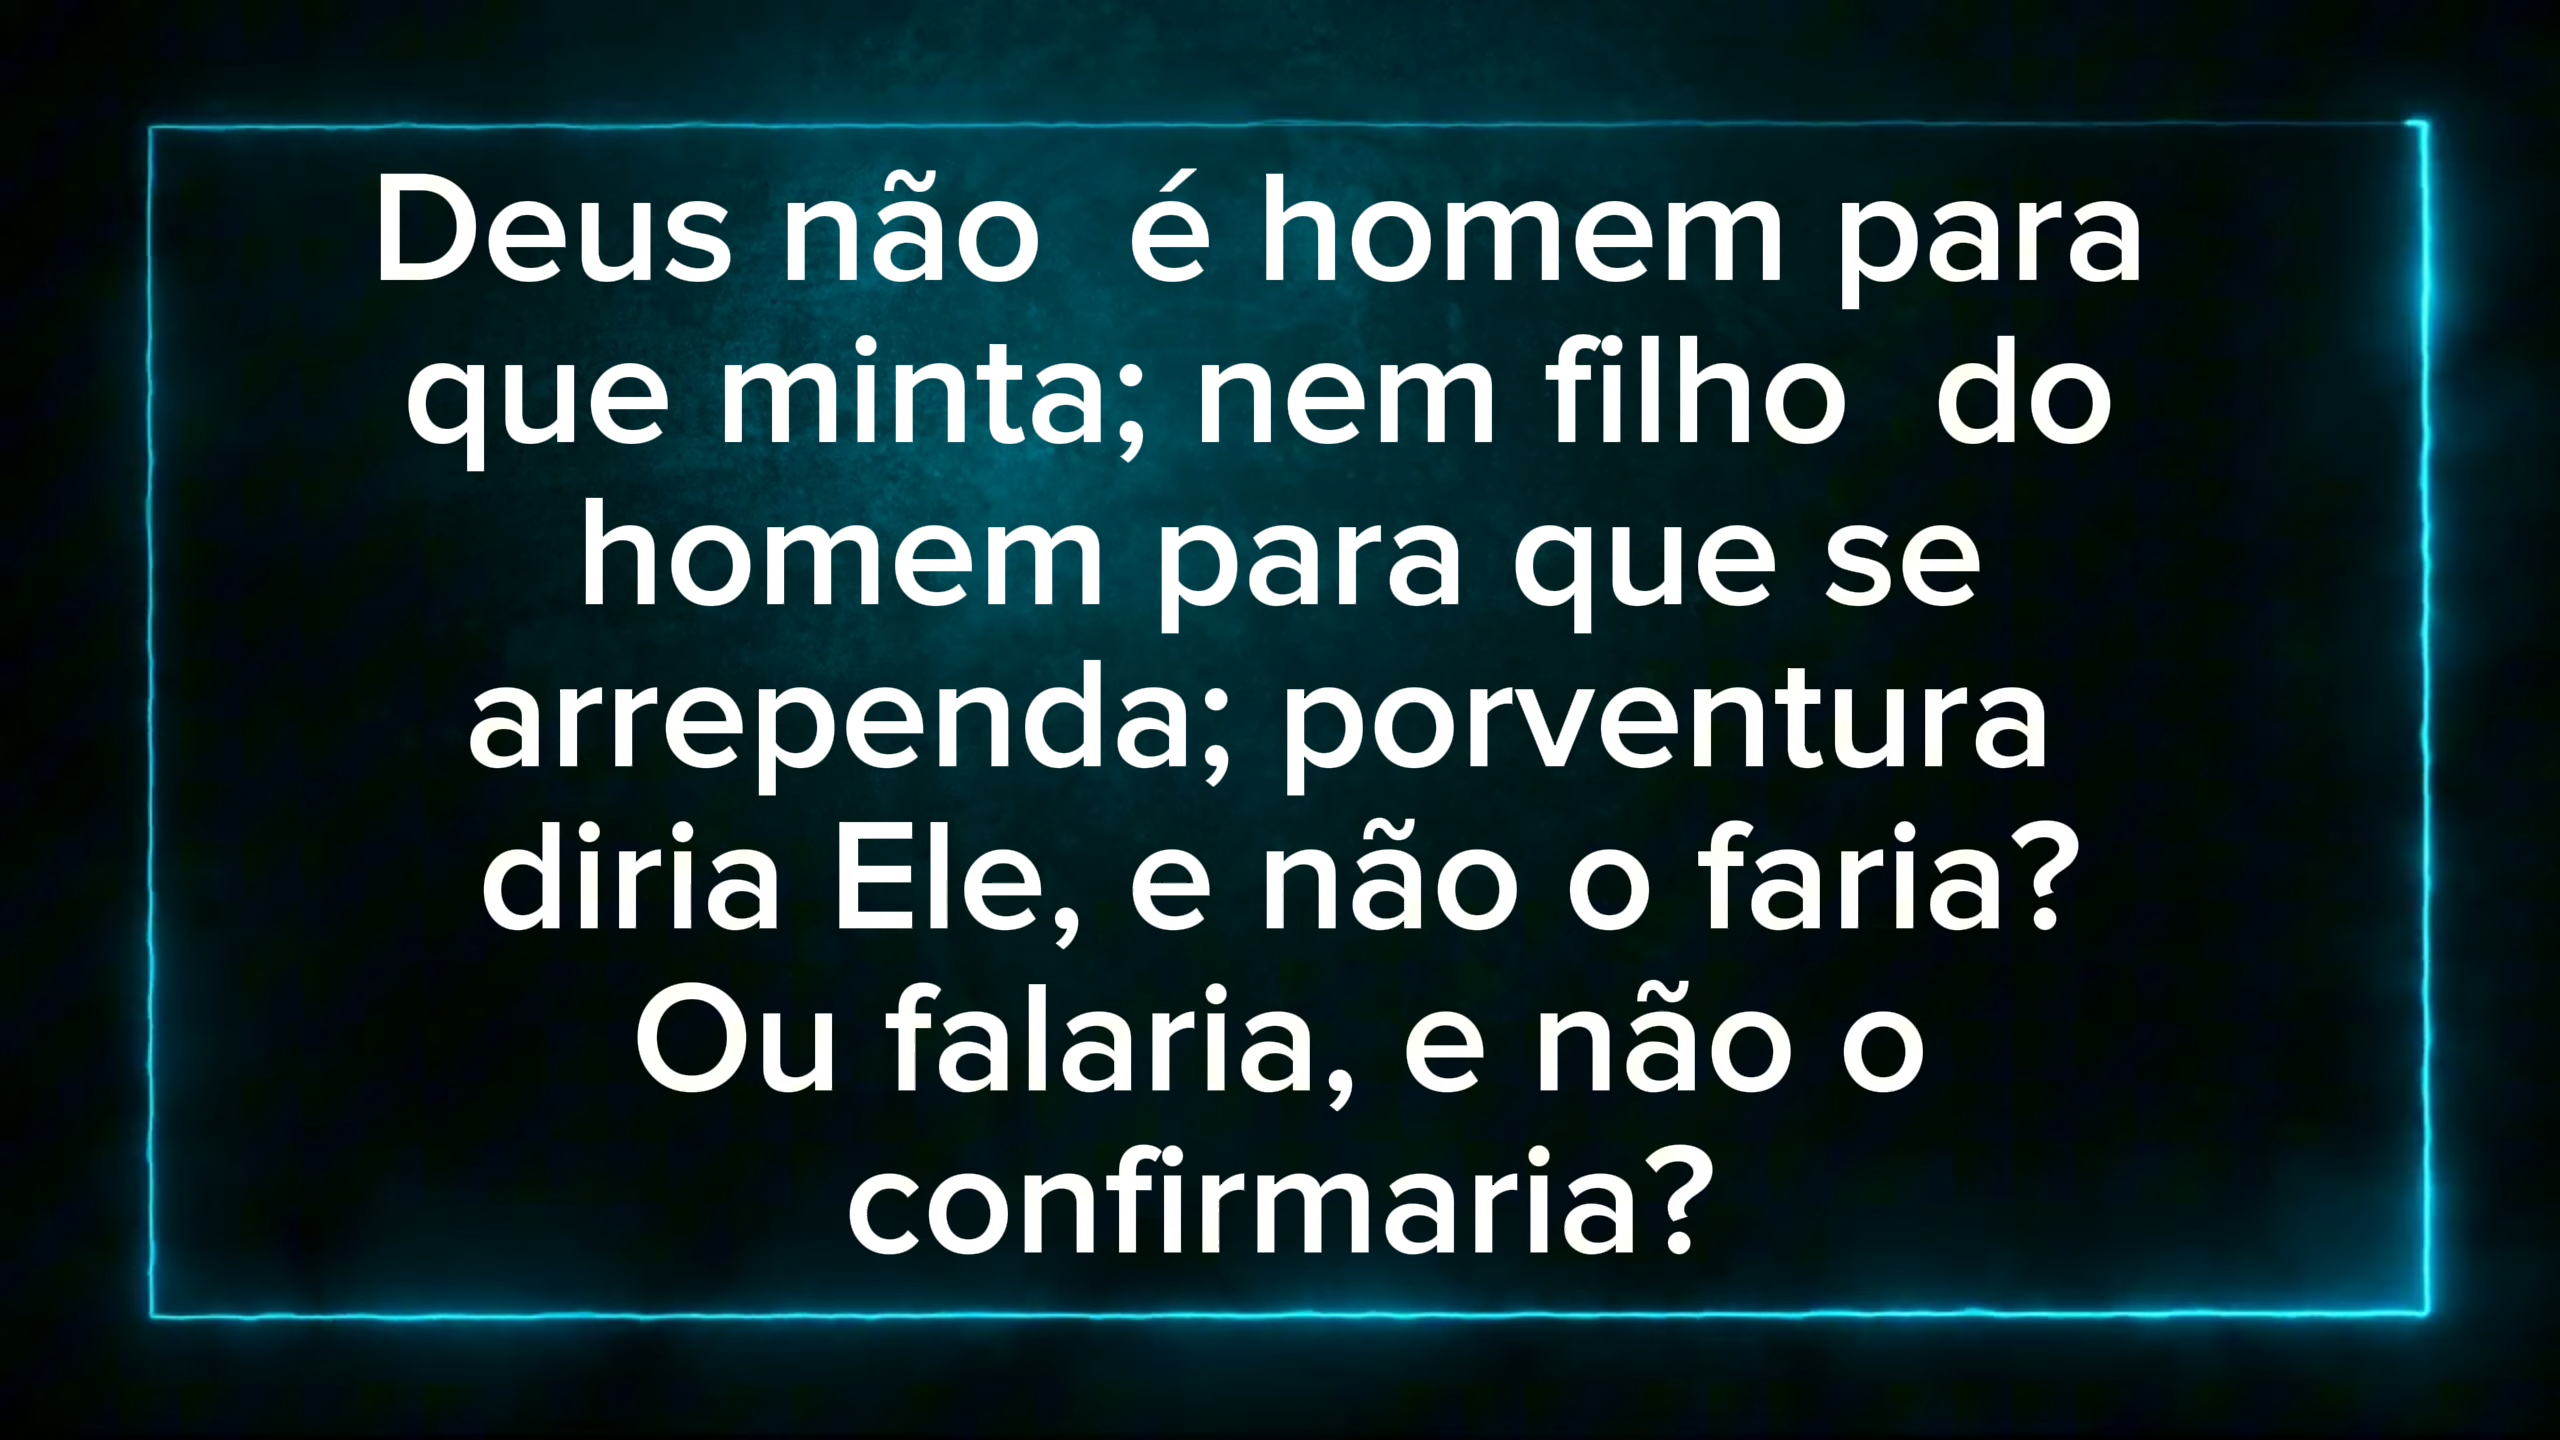 Deus não  é homem para
que minta; nem filho  do
homem para que se
arrependa; porventura
diria Ele, e não o faria?
Ou falaria, e não o
confirmaria?